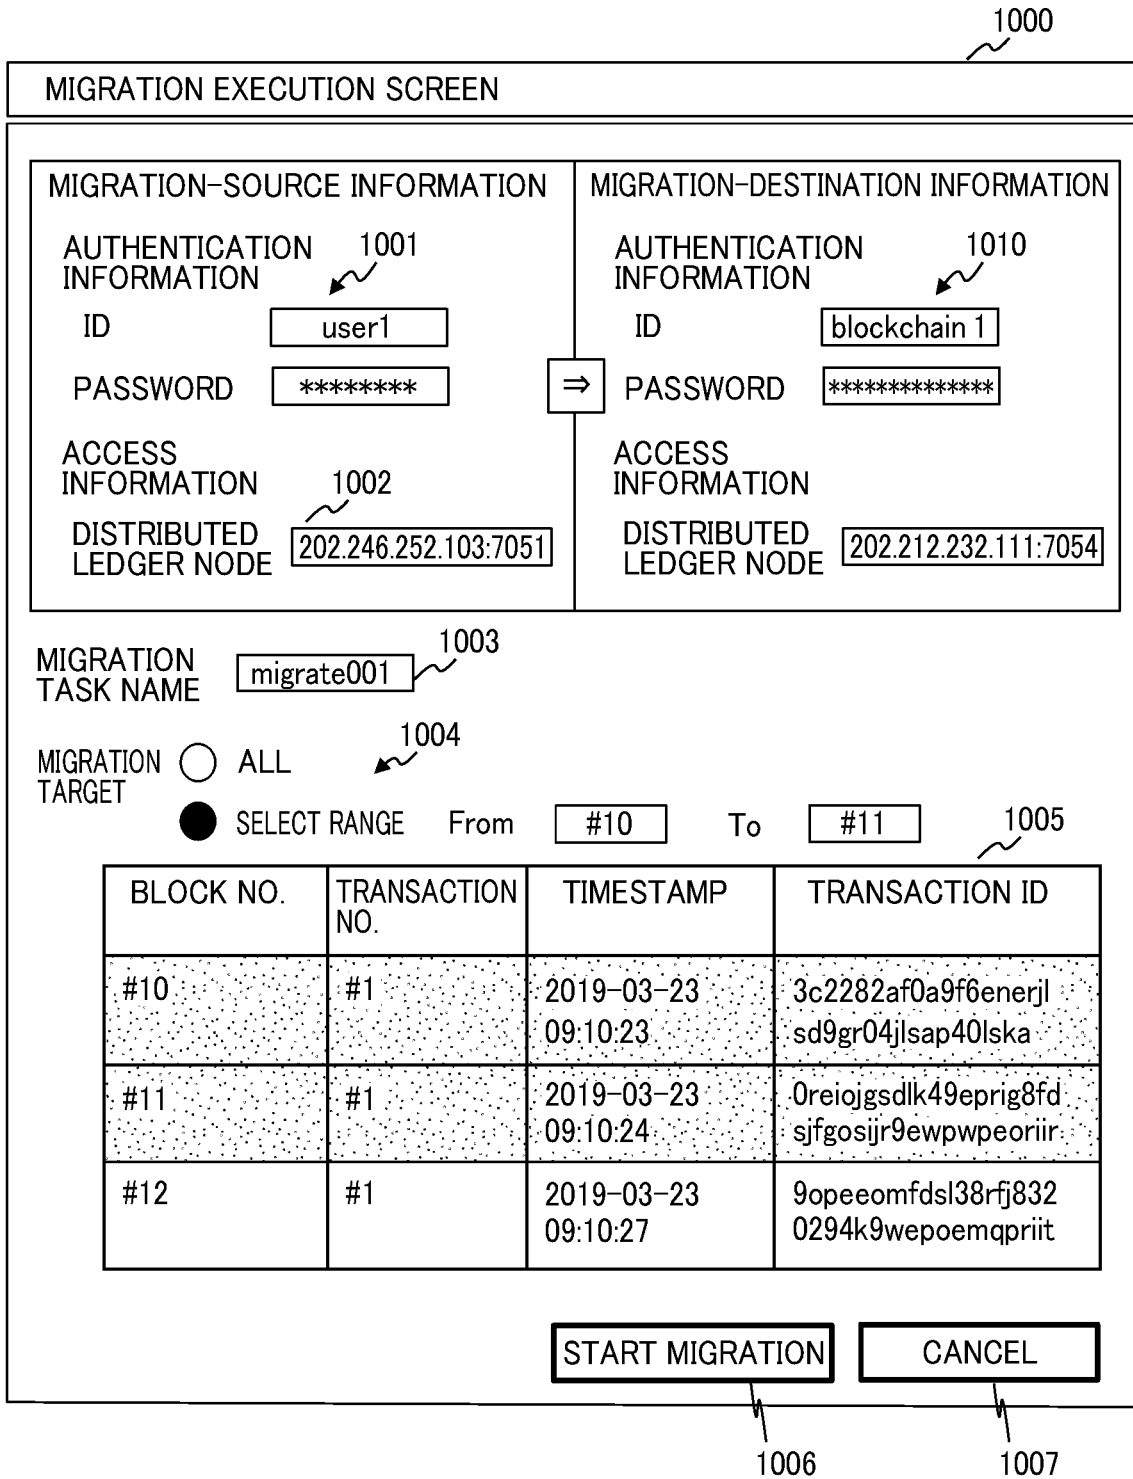 1000
MIGRATION EXECUTION SCREEN
MIGRATION-SOURCE INFORMATION
AUTHENTICATION
INFORMATION
1001
ID
user1
PASSWORD
********
ACCESS
INFORMATION
1002
DISTRIBUTED
LEDGER NODE
202.246.252.103:7051
⇒
MIGRATION-DESTINATION INFORMATION
AUTHENTICATION
INFORMATION
1010
ID
blockchain 1
PASSWORD
**************
ACCESS
INFORMATION
DISTRIBUTED
LEDGER NODE
202.212.232.111:7054
MIGRATION
TASK NAME
migrate001
1003
MIGRATION
TARGET
ALL
1004
SELECT RANGE From #10 To #11
1005
BLOCK NO.
TRANSACTION
NO.
TIMESTAMP
TRANSACTION ID
#10
#1
2019-03-23
09:10:23
3c2282af0a9f6enerjl
sd9gr04jlsap40lska
#11
#1
2019-03-23
09:10:24
0reiojgsdlk49eprig8fd
sjfgosijr9ewpwpeoriir
#12
#1
2019-03-23
09:10:27
9opeeomfdsl38rfj832
0294k9wepoemqpriit
START MIGRATION
CANCEL
1006
1007